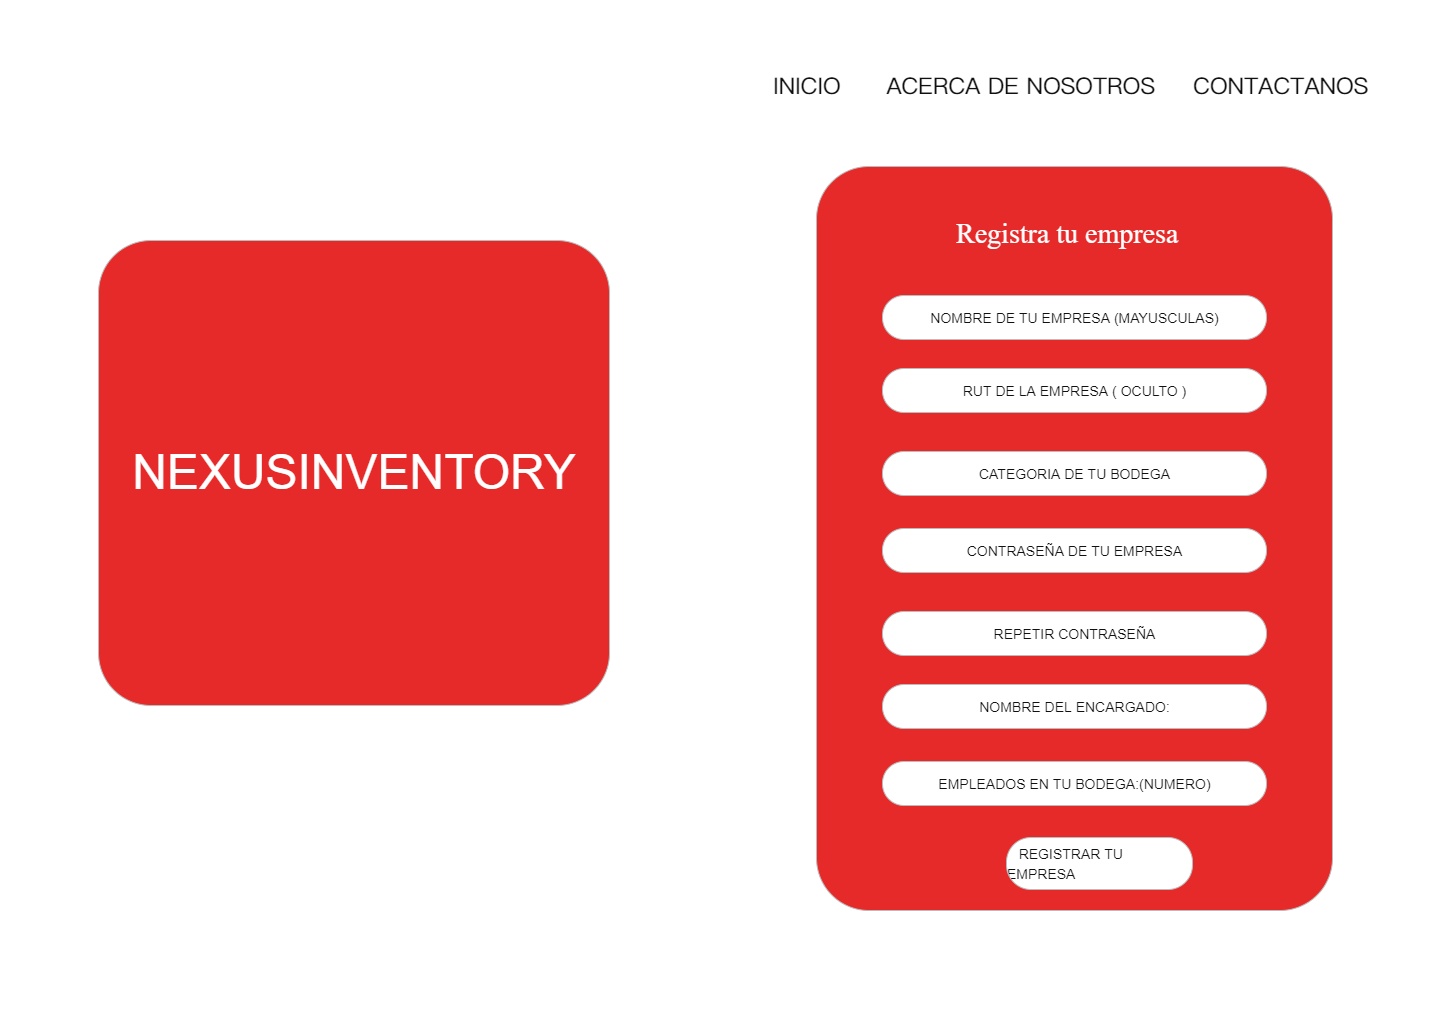 INICIO ACERCA DE NOSOTROS CONTACTANOS
NEXUSINVENTORY
Registra tu empresa
NOMBRE DE TU EMPRESA (MAYUSCULAS)
RUT DE LA EMPRESA ( OCULTO )
CATEGORIA DE TU BODEGA
CONTRASEÑA DE TU EMPRESA
REPETIR CONTRASEÑA
NOMBRE DEL ENCARGADO:
EMPLEADOS EN TU BODEGA:(NUMERO)
REGISTRAR TU
EMPRESA